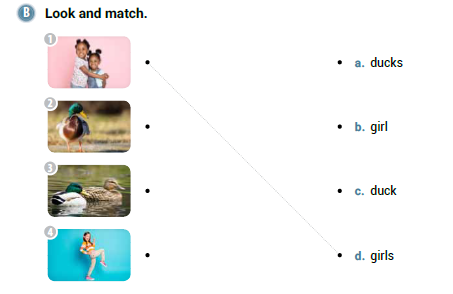 B Look and match.
1 a. ducks
2 b. girl
3 c. duck
4 d. girls